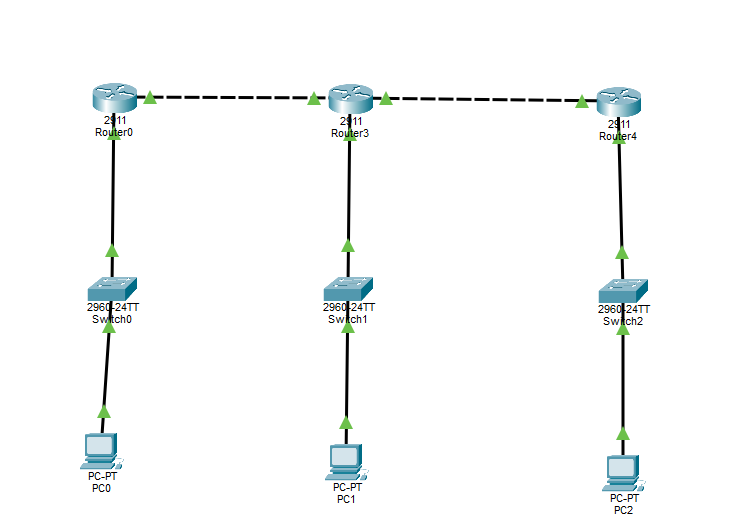 2911
Router0
2911
Router3
2911
Router4
2960-24TT
Switch0
2960-24TT
Switch1
2960-24TT
Switch2
PC-PT
PC0
PC-PT
PC1
PC-PT
PC2